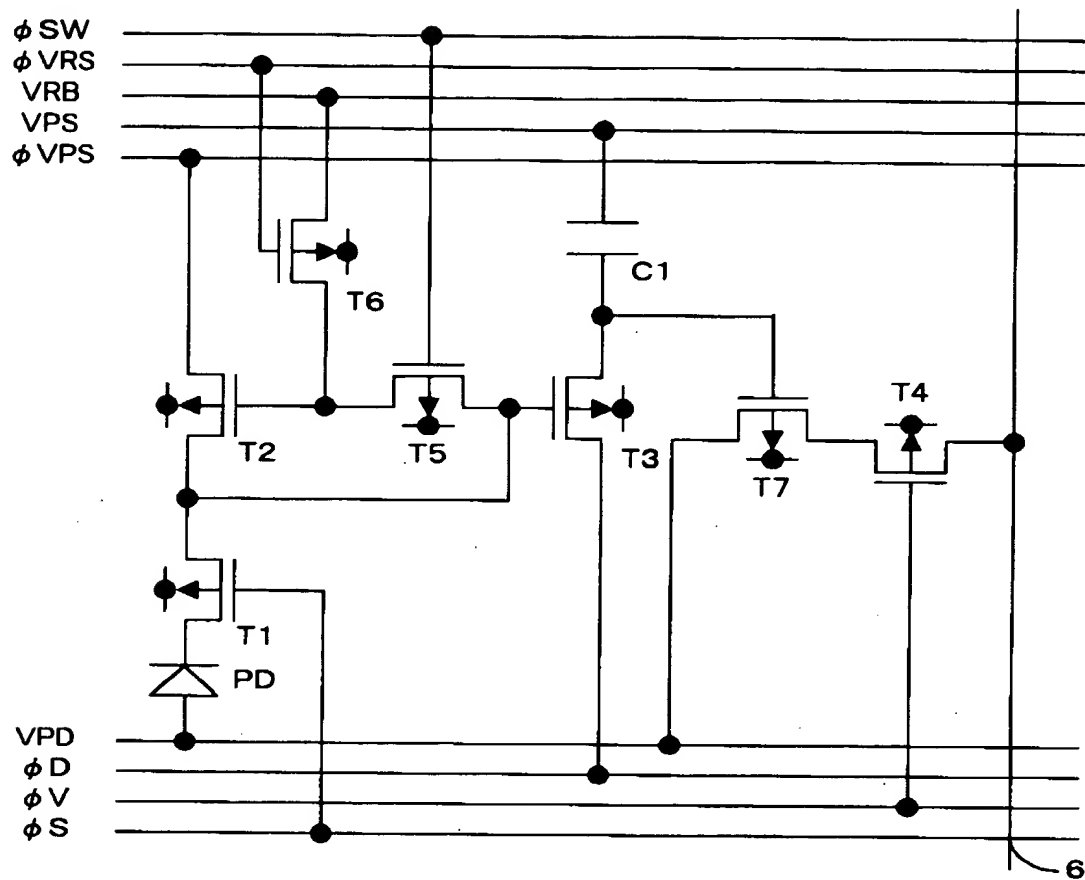 φSW
φVRS
VRB
VPS
φVPS
C1
T6
T4
T2
T5
T3
T7
T1
PD
VPD
φD
φV
φS
6